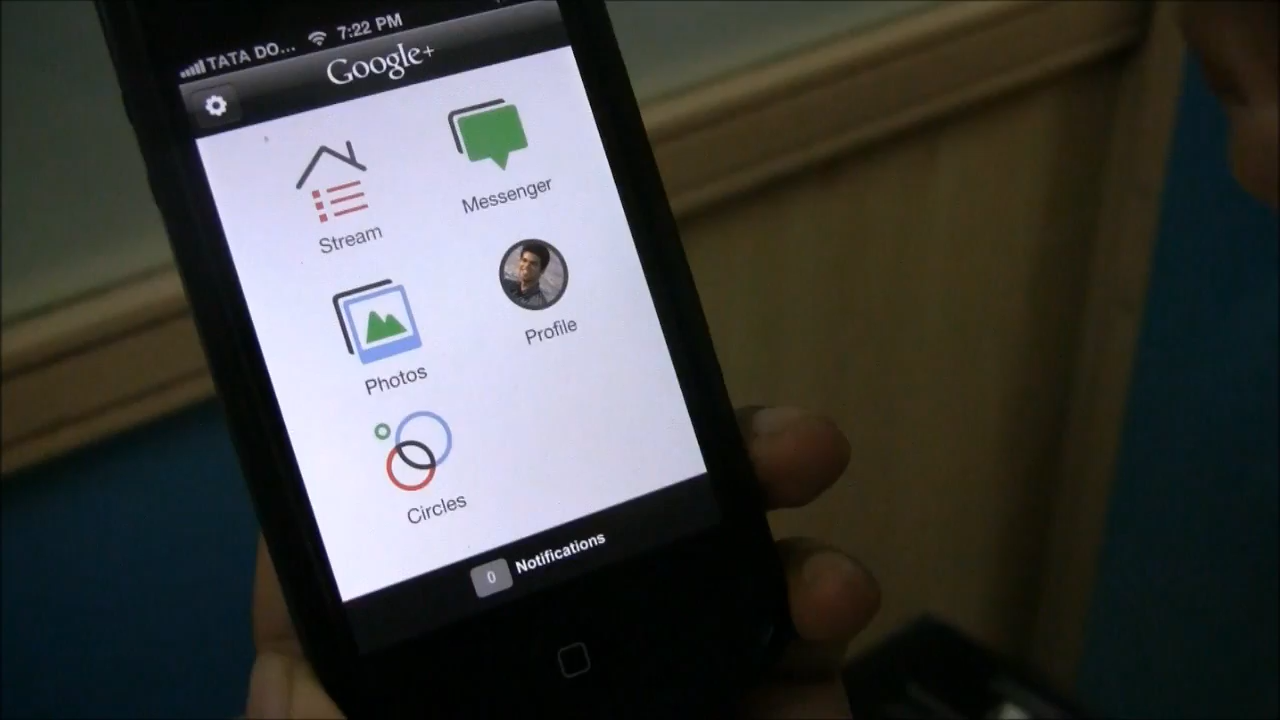 TATA DO... 7:22 PM
Google+
Stream
Messenger
Photos
Profile
Circles
0 Notifications